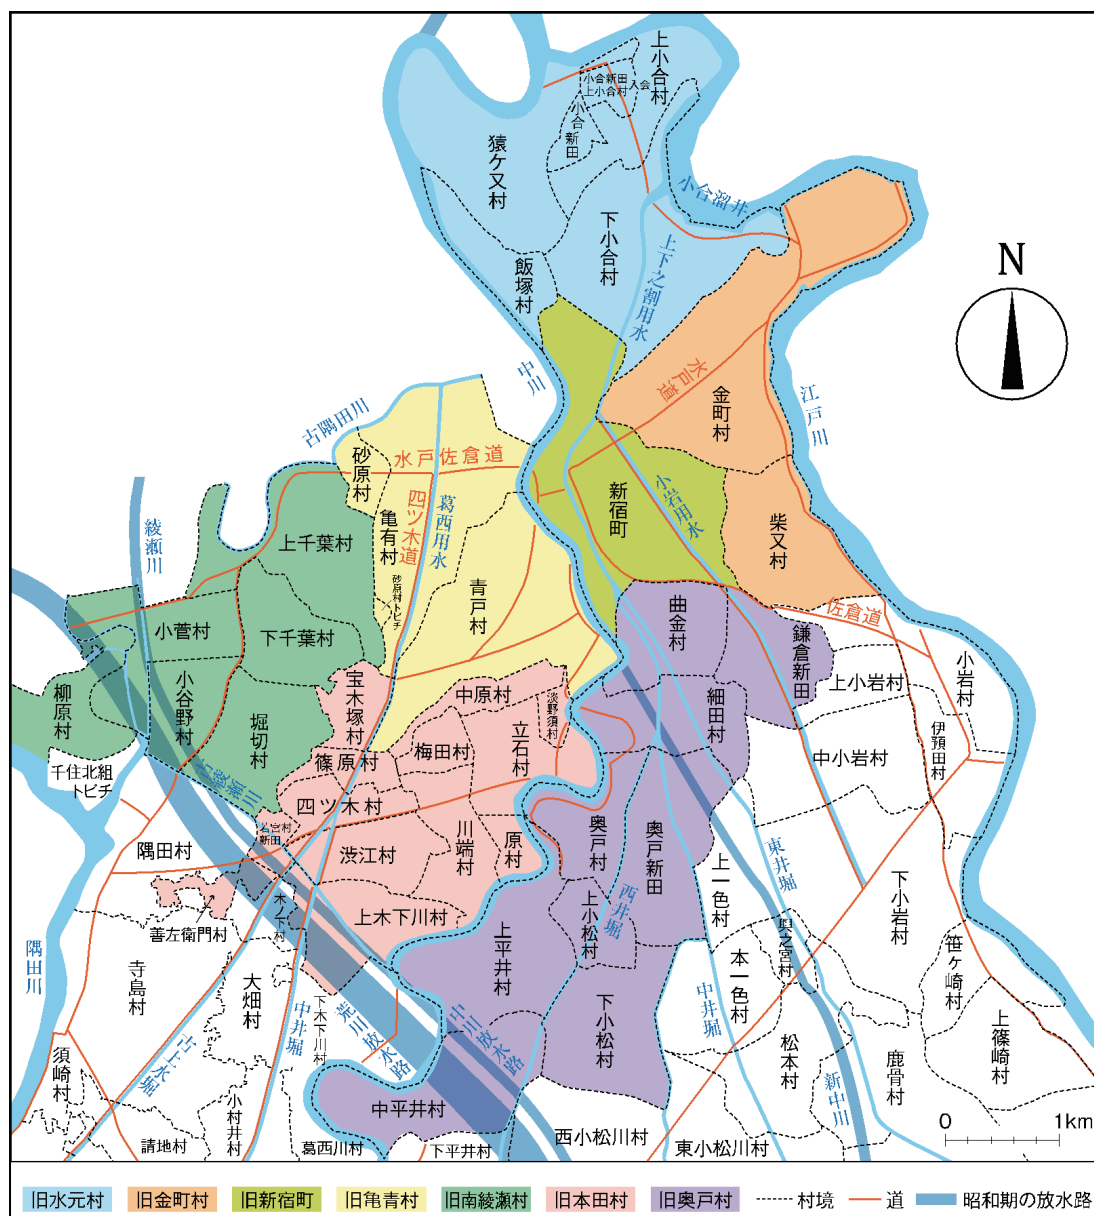 上小合村
小合新田
上小合村
入会
小合新田
猿ケ又村
小合溜井
下小合村
上下之割用水
飯塚村
N
中川
水戸道
金町村
江戸川
古隅田川
砂原村
水戸佐倉道
四ツ木道
葛西用水
亀有村
新宿町
小岩用水
柴又村
綾瀬川
上千葉村
砂原村トビチ
青戸村
曲金村
佐倉道
鎌倉新田
小菅村
下千葉村
上小岩村
小岩村
柳原村
小谷野村
宝木塚村
中原村
淡野須村
細田村
伊預田村
堀切村
梅田村
立石村
中小岩村
千住北組
トビチ
古綾瀬川
篠原村
四ツ木村
若宮村
新田
隅田村
渋江村
川端村
原村
奥戸村
奥戸新田
東井堀
上一色村
下小岩村
西井堀
上小松村
木ノ下村
上木下川村
善左衛門村
上平井村
本一色村
奥之宮村
笹ケ崎村
隅田川
寺島村
大畑村
中井堀
下木下川村
荒川放水路
中川放水路
下小松村
中井堀
松本村
上篠崎村
古上水堀
須崎村
小村井村
中平井村
新中川
鹿骨村
請地村
葛西川村
下平井村
西小松川村
東小松川村
0 1km
旧水元村 旧金町村 旧新宿町 旧亀青村 旧南綾瀬村 旧本田村 旧奥戸村 村境 道 昭和期の放水路